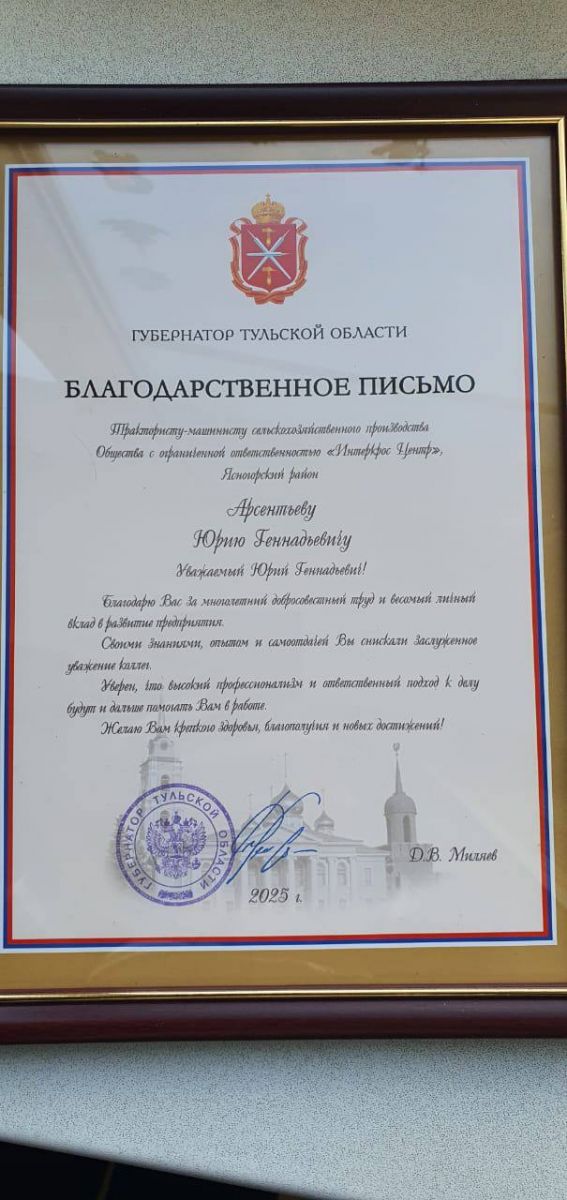 ГУБЕРНАТОР ТУЛЬСКОЙ ОБЛАСТИ
БЛАГОДАРСТВЕННОЕ ПИСЬМО
Трактористу-машинисту сельскохозяйственного производства
Общества с ограниченной ответственностью «Интеркрос Центр»,
Ясногорский район
Арсентьеву
Юрию Геннадьевичу
Уважаемый Юрий Геннадьевич!
Благодарю Вас за многолетний добросовестный труд и весомый личный
вклад в развитие предприятия.
Своими знаниями, опытом и самоотдачей Вы снискали заслуженное
уважение коллег.
Уверен, что высокий профессионализм и ответственный подход к делу
будут и дальше помогать Вам в работе.
Желаю Вам крепкого здоровья, благополучия и новых достижений!
ГУБЕРНАТОР ТУЛЬСКОЙ ОБЛАСТИ
Д.В. Миляев
2025 г.